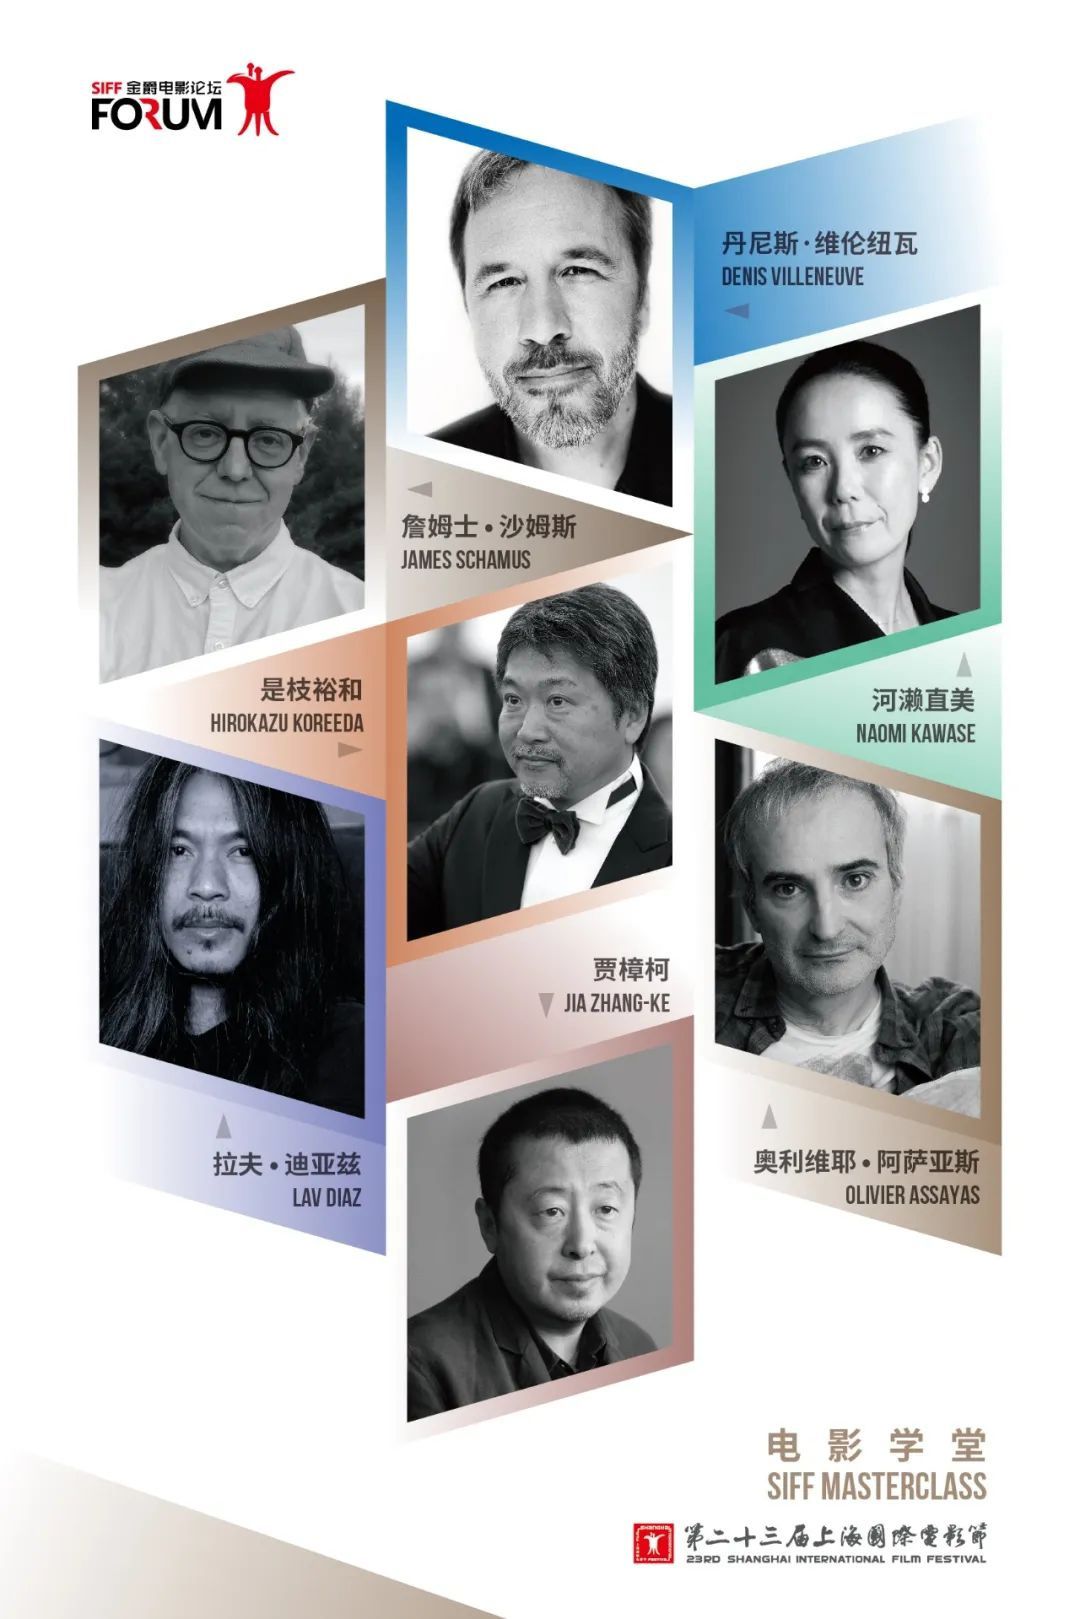 SIFF 金爵电影论坛
FORUM
丹尼斯·维伦纽瓦
DENIS VILLENEUVE
詹姆士•沙姆斯
JAMES SCHAMUS
是枝裕和
HIROKAZU KOREEDA
河濑直美
NAOMI KAWASE
贾樟柯
JIA ZHANG-KE
拉夫•迪亚兹
LAV DIAZ
奥利维耶•阿萨亚斯
OLIVIER ASSAYAS
电影学堂
SIFF MASTERCLASS
第二十三届上海國際電影節
23RD SHANGHAI INTERNATIONAL FILM FESTIVAL